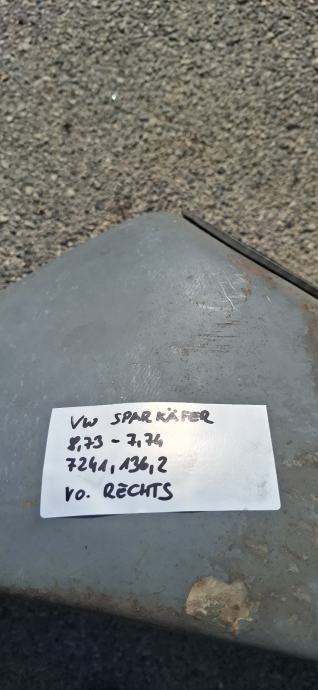 VW SPARKÄFER
8,73 - 7,74
7241, 136, 2
VO. RECHTS